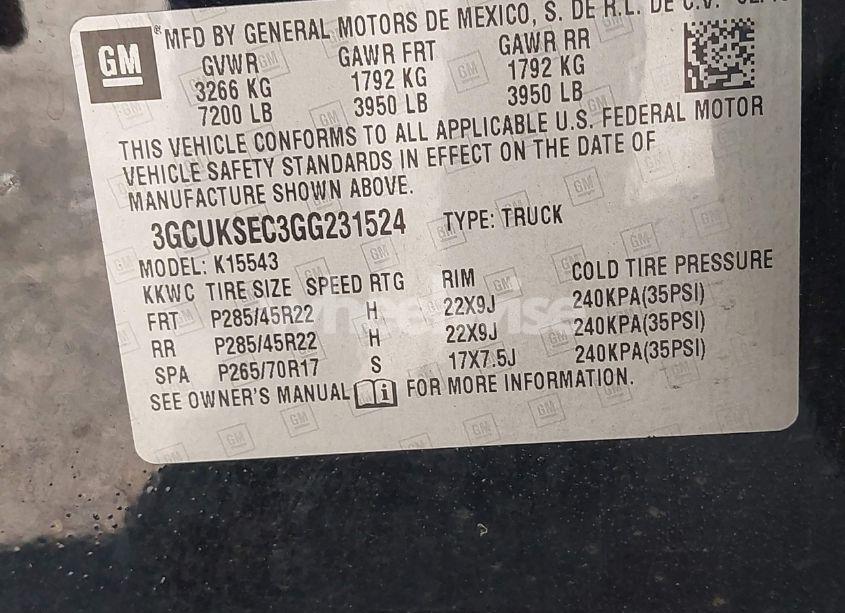 GM
®MFD BY GENERAL MOTORS DE MEXICO, S. DE R.L. DE C.V.
GVWR GAWR FRT GAWR RR
3266 KG 1792 KG 1792 KG
7200 LB 3950 LB 3950 LB
THIS VEHICLE CONFORMS TO ALL APPLICABLE U.S. FEDERAL MOTOR
VEHICLE SAFETY STANDARDS IN EFFECT ON THE DATE OF
MANUFACTURE SHOWN ABOVE.
3GCUKSEC3GG231524 TYPE: TRUCK
MODEL: K15543
KKWC TIRE SIZE SPEED RTG RIM COLD TIRE PRESSURE
FRT P285/45R22 H 22X9J 240KPA(35PSI)
RR P285/45R22 H 22X9J 240KPA(35PSI)
SPA P265/70R17 S 17X7.5J 240KPA(35PSI)
SEE OWNER'S MANUAL FOR MORE INFORMATION.